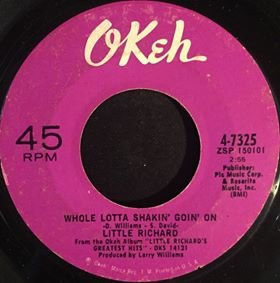 OKeh
45
RPM
4-7325
ZSP 150101
2:55
Publisher:
Pic Music Corp.
& Rosarita
Music, Inc.
(BMI)
WHOLE LOTTA SHAKIN' GOIN' ON
-D. Williams - S. David-
LITTLE RICHARD
From the Okeh Album "LITTLE RICHARD'S
GREATEST HITS" - OKS 14121
Produced by Larry Williams